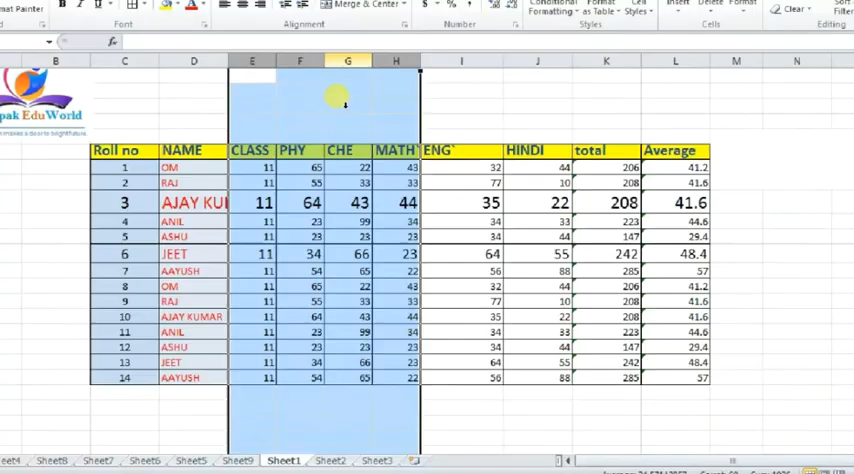 mat Painter
B I U A
Merge & Center
$ % ,
Conditional Format Cell
Formatting as Table Styles
Insert Delete Format
Clear
Sort
Filter
Font Alignment Number Styles Cells Editing
fx
B C D E F G H I J K L M N
pak EduWorld
Roll no NAME CLASS PHY CHE MATH` ENG` HINDI total Average
1 OM 11 65 22 43 32 44 206 41.2
2 RAJ 11 55 33 33 77 10 208 41.6
3 AJAY KU 11 64 43 44 35 22 208 41.6
4 ANIL 11 23 99 34 34 33 223 44.6
5 ASHU 11 23 23 23 34 44 147 29.4
6 JEET 11 34 66 23 64 55 242 48.4
7 AAYUSH 11 54 65 22 56 88 285 57
8 OM 11 65 22 43 32 44 206 41.2
9 RAJ 11 55 33 33 77 10 208 41.6
10 AJAY KUMAR 11 64 43 44 35 22 208 41.6
11 ANIL 11 23 99 34 34 33 223 44.6
12 ASHU 11 23 23 23 34 44 147 29.4
13 JEET 11 34 66 23 64 55 242 48.4
14 AAYUSH 11 54 65 22 56 88 285 57
eet4 Sheet8 Sheet7 Sheet6 Sheet5 Sheet9 Sheet1 Sheet2 Sheet3